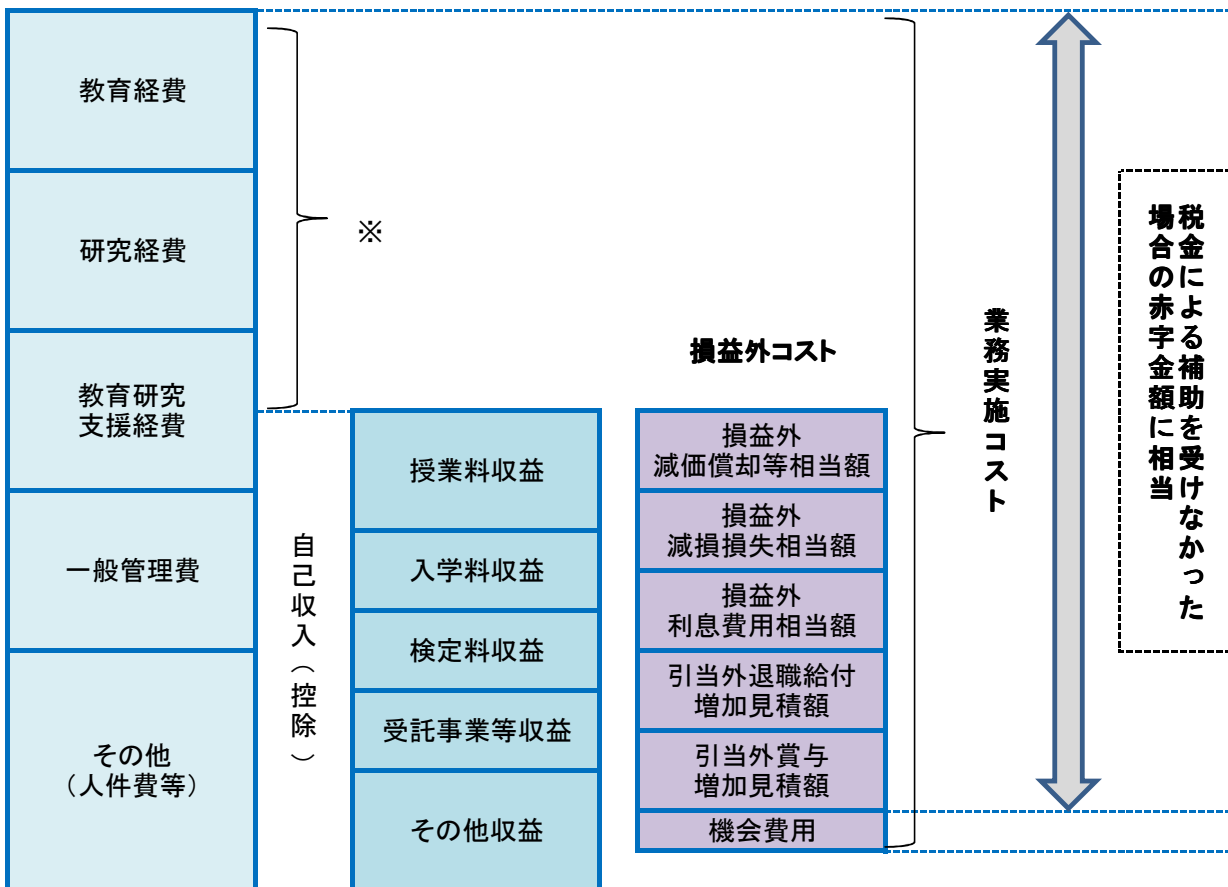 教育経費
研究経費
教育研究
支援経費
一般管理費
その他
（人件費等）
※
自己収入（控除）
授業料収益
入学料収益
検定料収益
受託事業等収益
その他収益
損益外コスト
損益外
減価償却等相当額
損益外
減損損失相当額
損益外
利息費用相当額
引当外退職給付
増加見積額
引当外賞与
増加見積額
機会費用
業務実施コスト
税金による補助を受けなかった
場合の赤字金額に相当